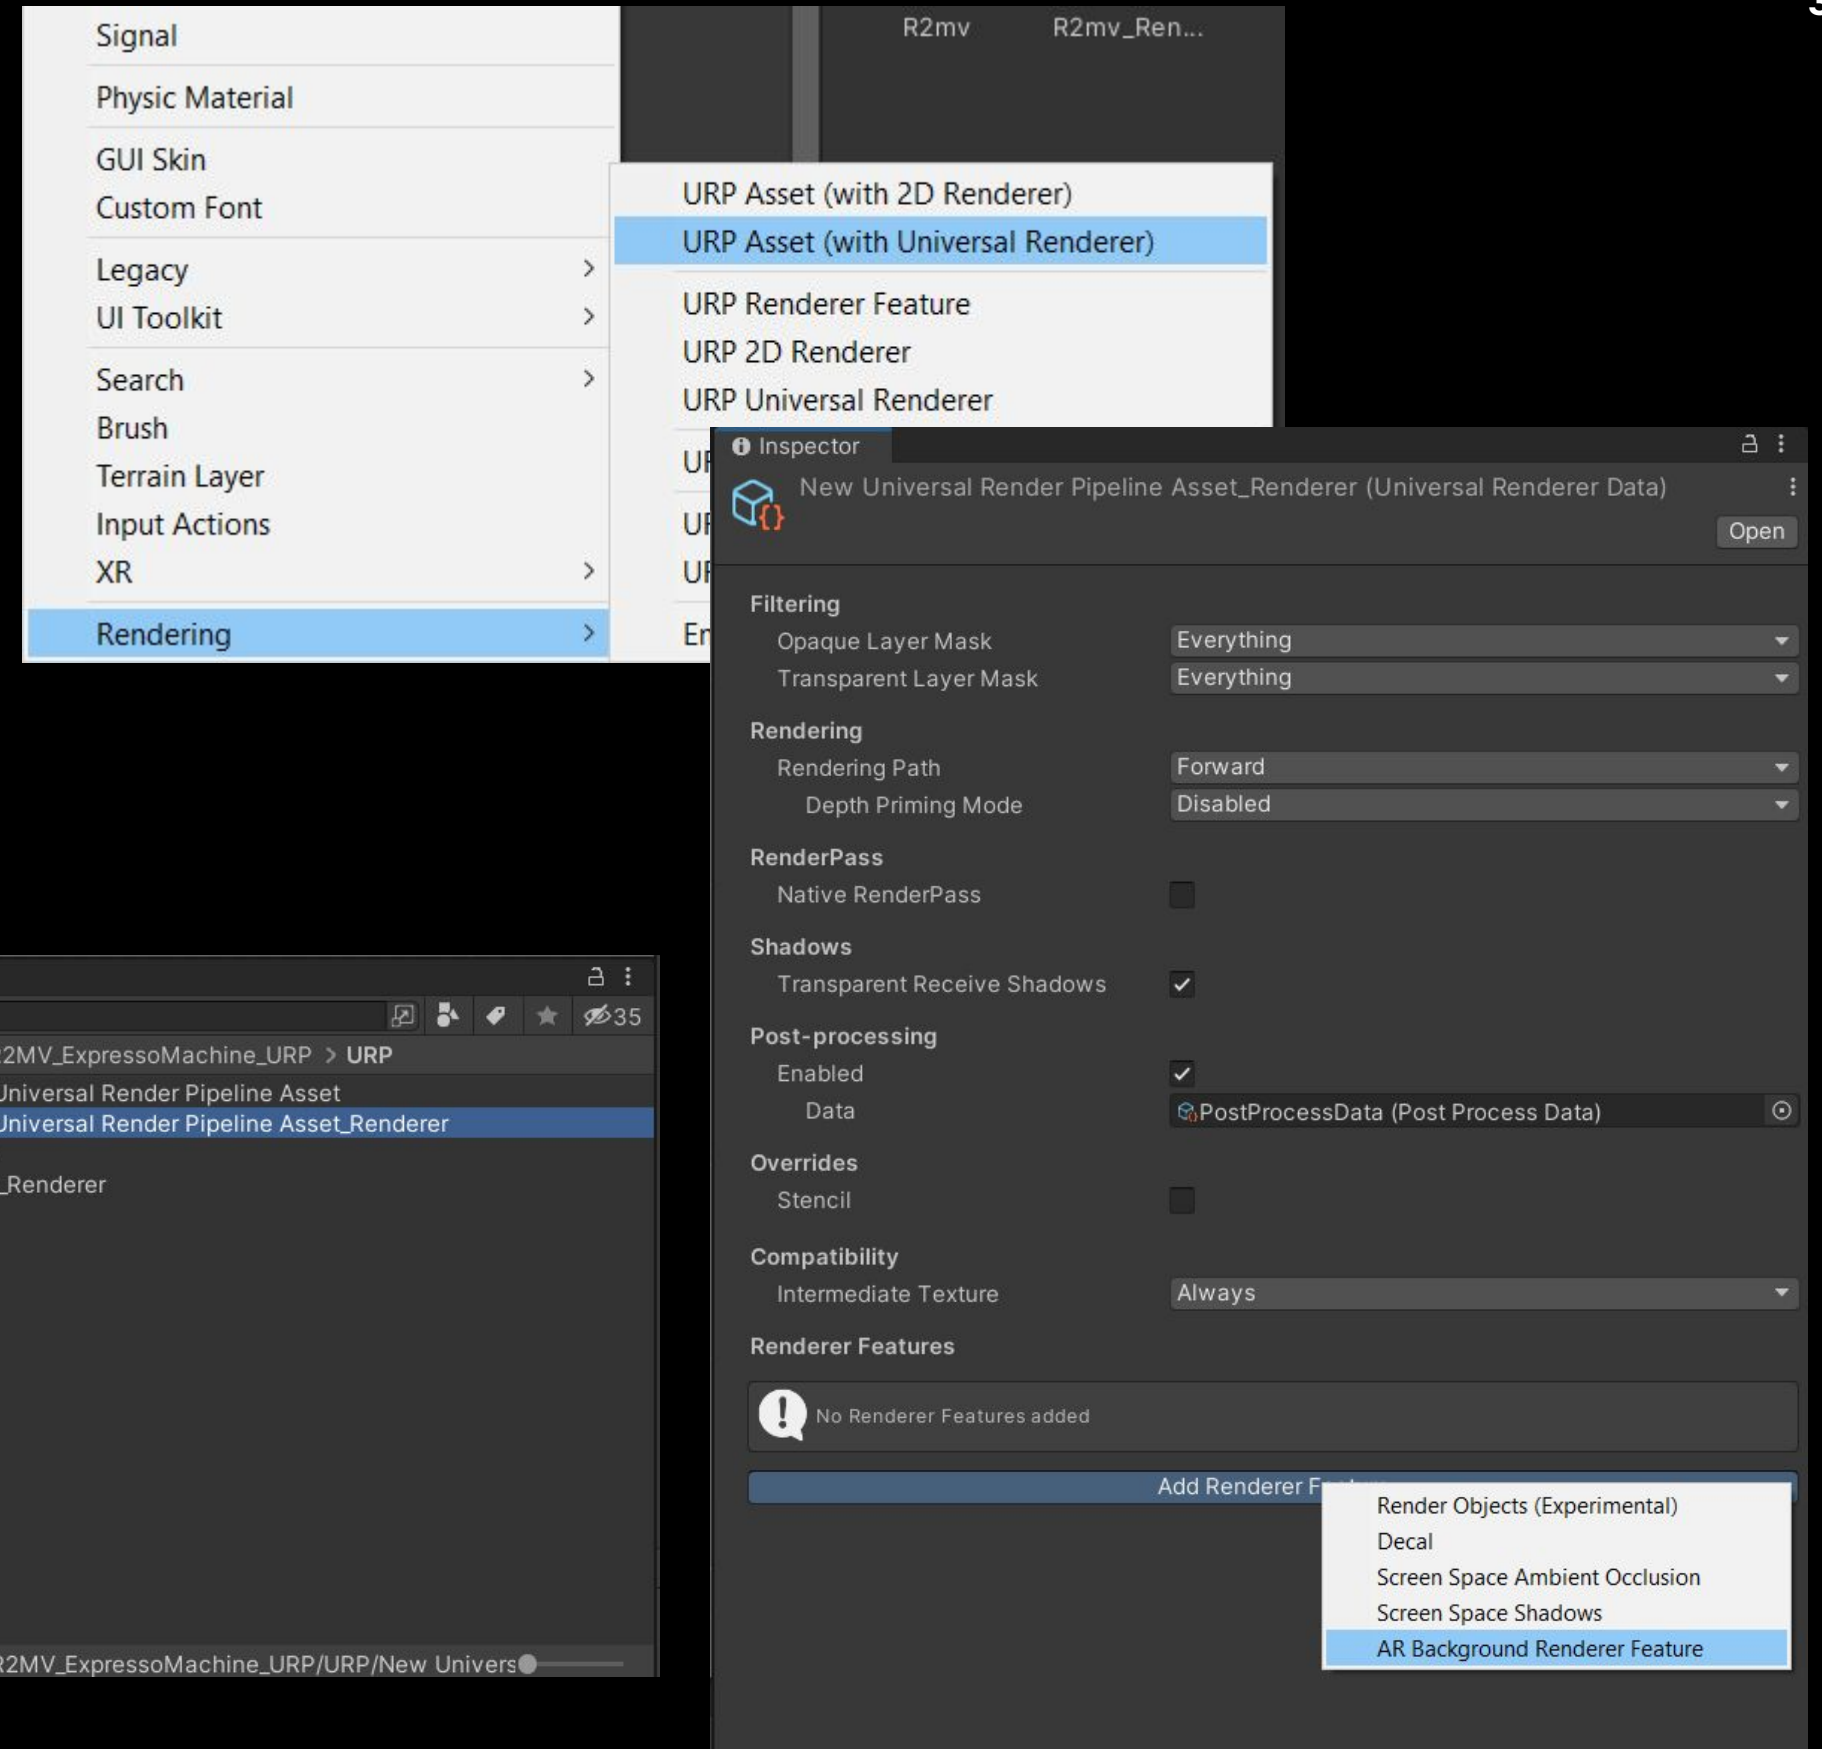 Signal
Physic Material
GUI Skin
Custom Font
Legacy
UI Toolkit
Search
Brush
Terrain Layer
Input Actions
XR
Rendering
R2mv R2mv_Ren...
URP Asset (with 2D Renderer)
URP Asset (with Universal Renderer)
URP Renderer Feature
URP 2D Renderer
URP Universal Renderer
Inspector
New Universal Render Pipeline Asset_Renderer (Universal Renderer Data)
Open
Filtering
Opaque Layer Mask Everything
Transparent Layer Mask Everything
Rendering
Rendering Path Forward
Depth Priming Mode Disabled
RenderPass
Native RenderPass
Shadows
Transparent Receive Shadows
Post-processing
Enabled
Data PostProcessData (Post Process Data)
Overrides
Stencil
Compatibility
Intermediate Texture Always
Renderer Features
No Renderer Features added
Add Renderer F
Render Objects (Experimental)
Decal
Screen Space Ambient Occlusion
Screen Space Shadows
AR Background Renderer Feature
35
2MV_ExpressoMachine_URP > URP
Universal Render Pipeline Asset
Universal Render Pipeline Asset_Renderer
_Renderer
R2MV_ExpressoMachine_URP/URP/New Univers